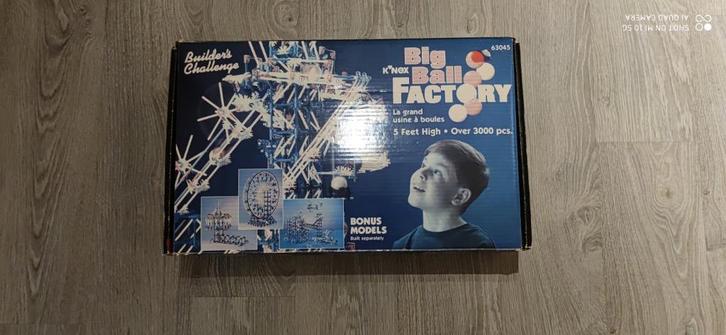 Builder's
Challenge
63045
K'NEX
Big
Ball
FACTORY
La grand
usine à boules
5 Feet High • Over 3000 pcs.
BONUS
MODELS
Built separately
SHOT ON MI 10 5G
AI QUAD CAMERA